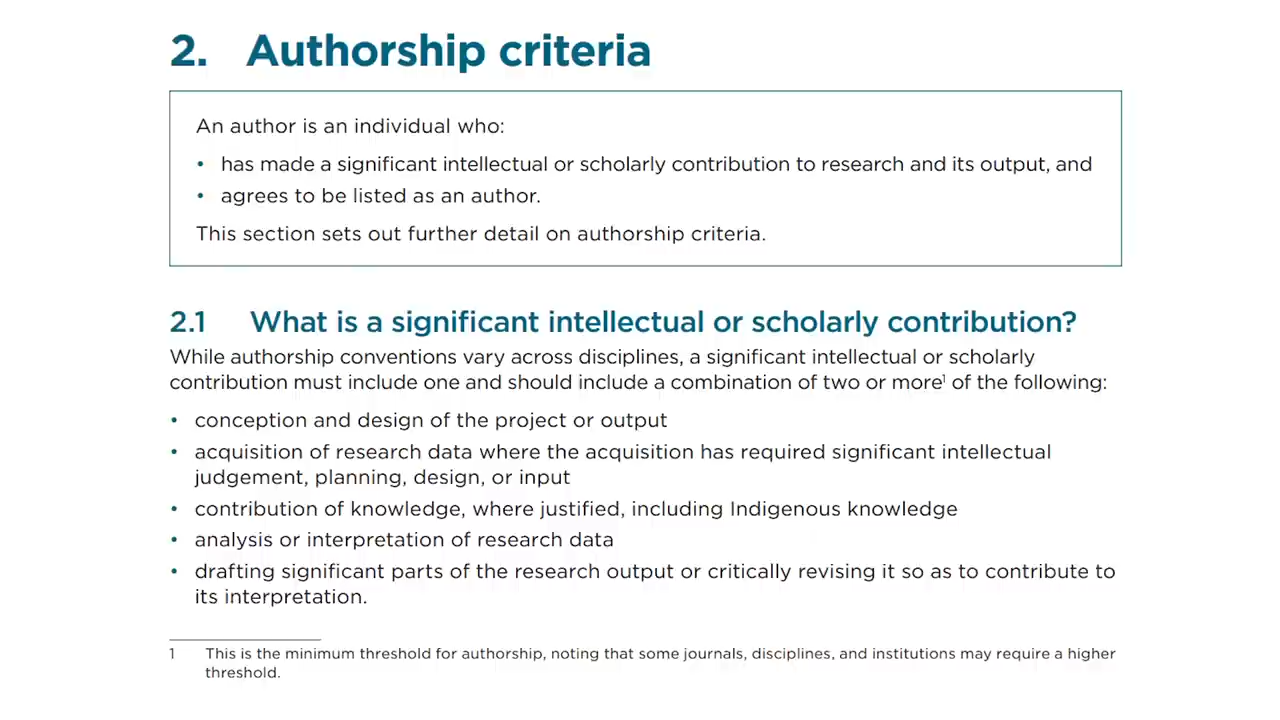 2. Authorship criteria
An author is an individual who:
• has made a significant intellectual or scholarly contribution to research and its output, and
• agrees to be listed as an author.
This section sets out further detail on authorship criteria.
2.1 What is a significant intellectual or scholarly contribution?
While authorship conventions vary across disciplines, a significant intellectual or scholarly
contribution must include one and should include a combination of two or more¹ of the following:
• conception and design of the project or output
• acquisition of research data where the acquisition has required significant intellectual
judgement, planning, design, or input
• contribution of knowledge, where justified, including Indigenous knowledge
• analysis or interpretation of research data
• drafting significant parts of the research output or critically revising it so as to contribute to
its interpretation.
1 This is the minimum threshold for authorship, noting that some journals, disciplines, and institutions may require a higher
threshold.